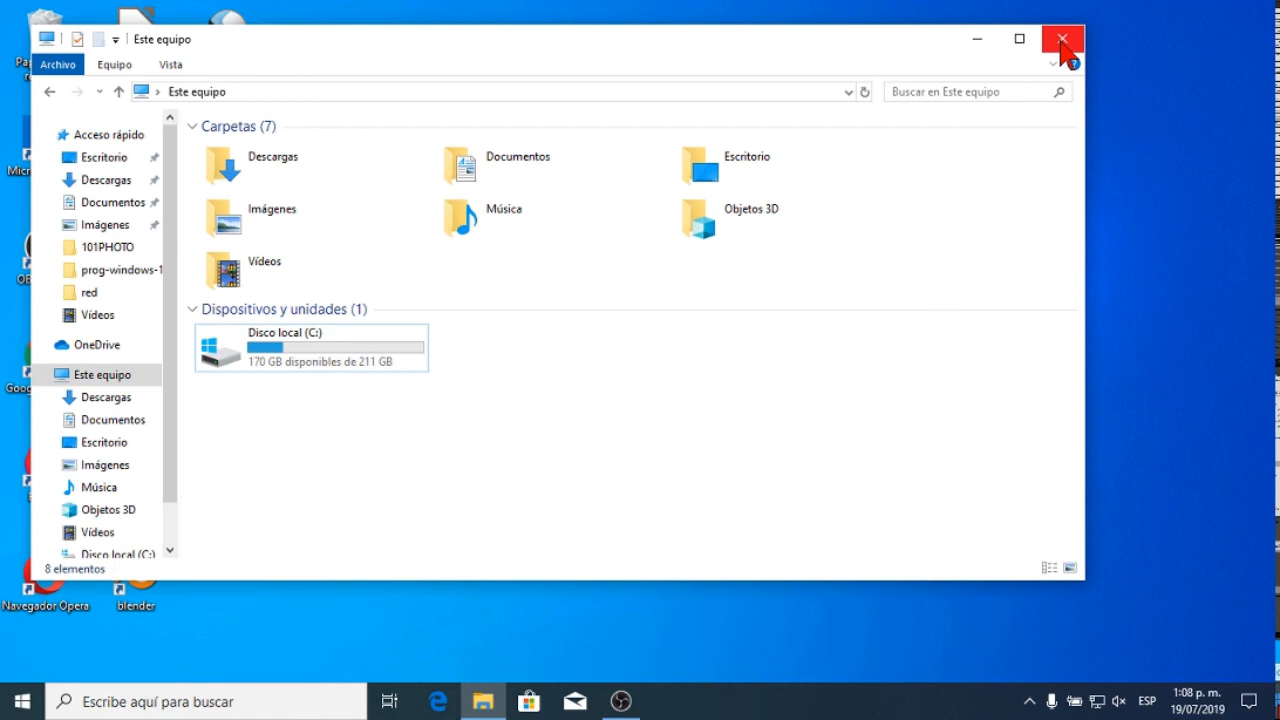 Este equipo
Archivo
Equipo
Vista
Este equipo
Buscar en Este equipo
Acceso rápido
Escritorio
Descargas
Documentos
Imágenes
101PHOTO
prog-windows-1
red
Vídeos
OneDrive
Este equipo
Descargas
Documentos
Escritorio
Imágenes
Música
Objetos 3D
Vídeos
Disco local (C:)
Carpetas (7)
Descargas
Documentos
Escritorio
Imágenes
Música
Objetos 3D
Vídeos
Dispositivos y unidades (1)
Disco local (C:)
170 GB disponibles de 211 GB
8 elementos
Navegador Opera
blender
Escribe aquí para buscar
ESP
1:08 p. m.
19/07/2019